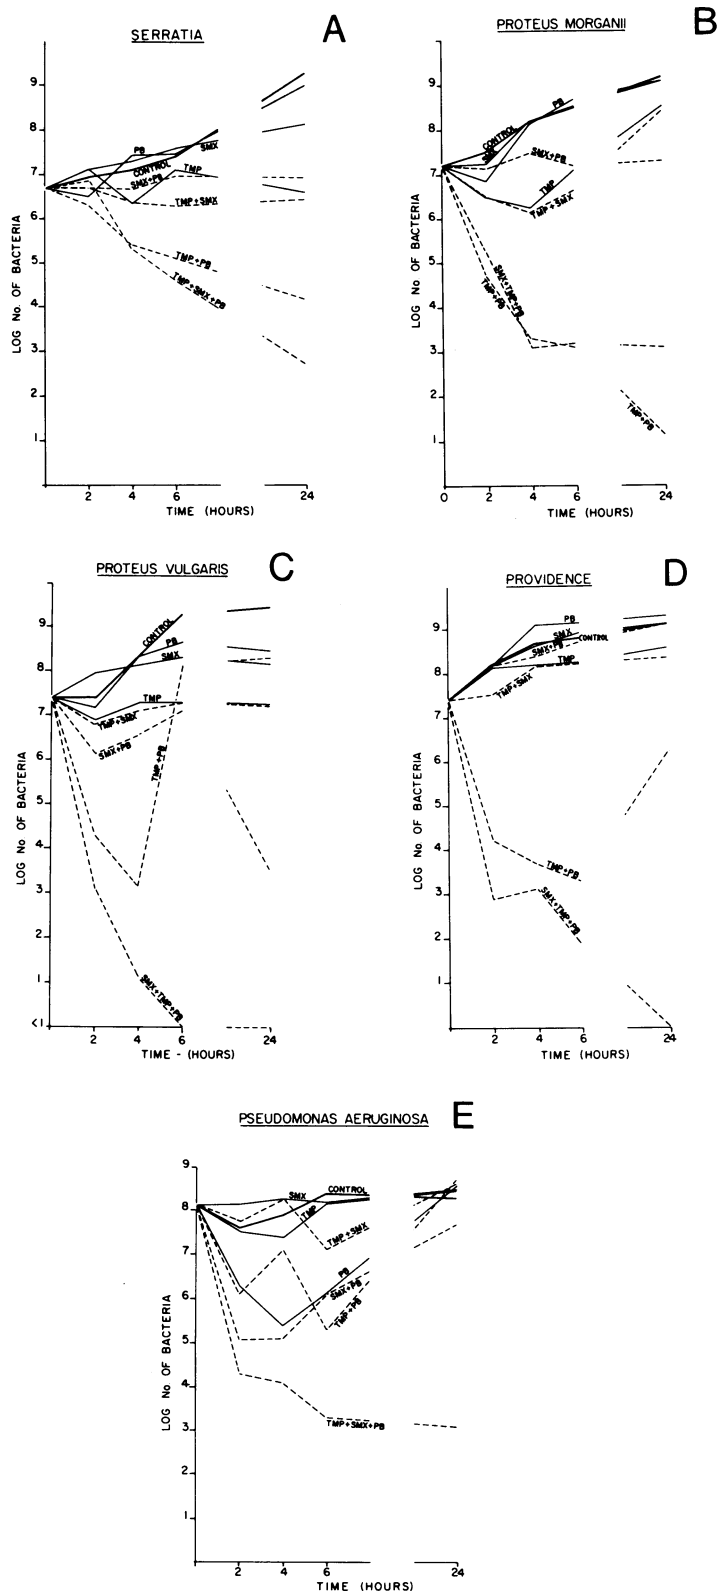 SERRATIA
A
9
8
7
6
5
4
3
2
1
LOG No. OF BACTERIA
PB
SMX
CONTROL
TMP
SMX+PB
TMP+SMX
TMP+PB
TMP+SMX+PB
2 4 6 24
TIME (HOURS)
PROTEUS MORGANII
B
9
8
7
6
5
4
3
2
1
LOG No OF BACTERIA
PB
CONTROL
SMX
SMX+PB
TMP
TMP+SMX
SMX+TMP+PB
TMP+PB
TMP+PB
0 2 4 6 24
TIME (HOURS)
PROTEUS VULGARIS
C
9
8
7
6
5
4
3
2
1
<1
LOG No OF BACTERIA
CONTROL
PB
SMX
TMP
TMP+SMX
SMX+PB
TMP+PB
SMX+TMP+PB
2 4 6 24
TIME - (HOURS)
PROVIDENCE
D
9
8
7
6
5
4
3
2
1
LOG No OF BACTERIA
PB
SMX
CONTROL
SMX+PB
TMP
TMP+SMX
TMP+PB
SMX+TMP+PB
2 4 6 24
TIME (HOURS)
PSEUDOMONAS AERUGINOSA
E
9
8
7
6
5
4
3
2
1
LOG No OF BACTERIA
SMX
CONTROL
TMP
TMP+SMX
PB
SMX+PB
TMP+PB
TMP+SMX+PB
2 4 6 24
TIME (HOURS)